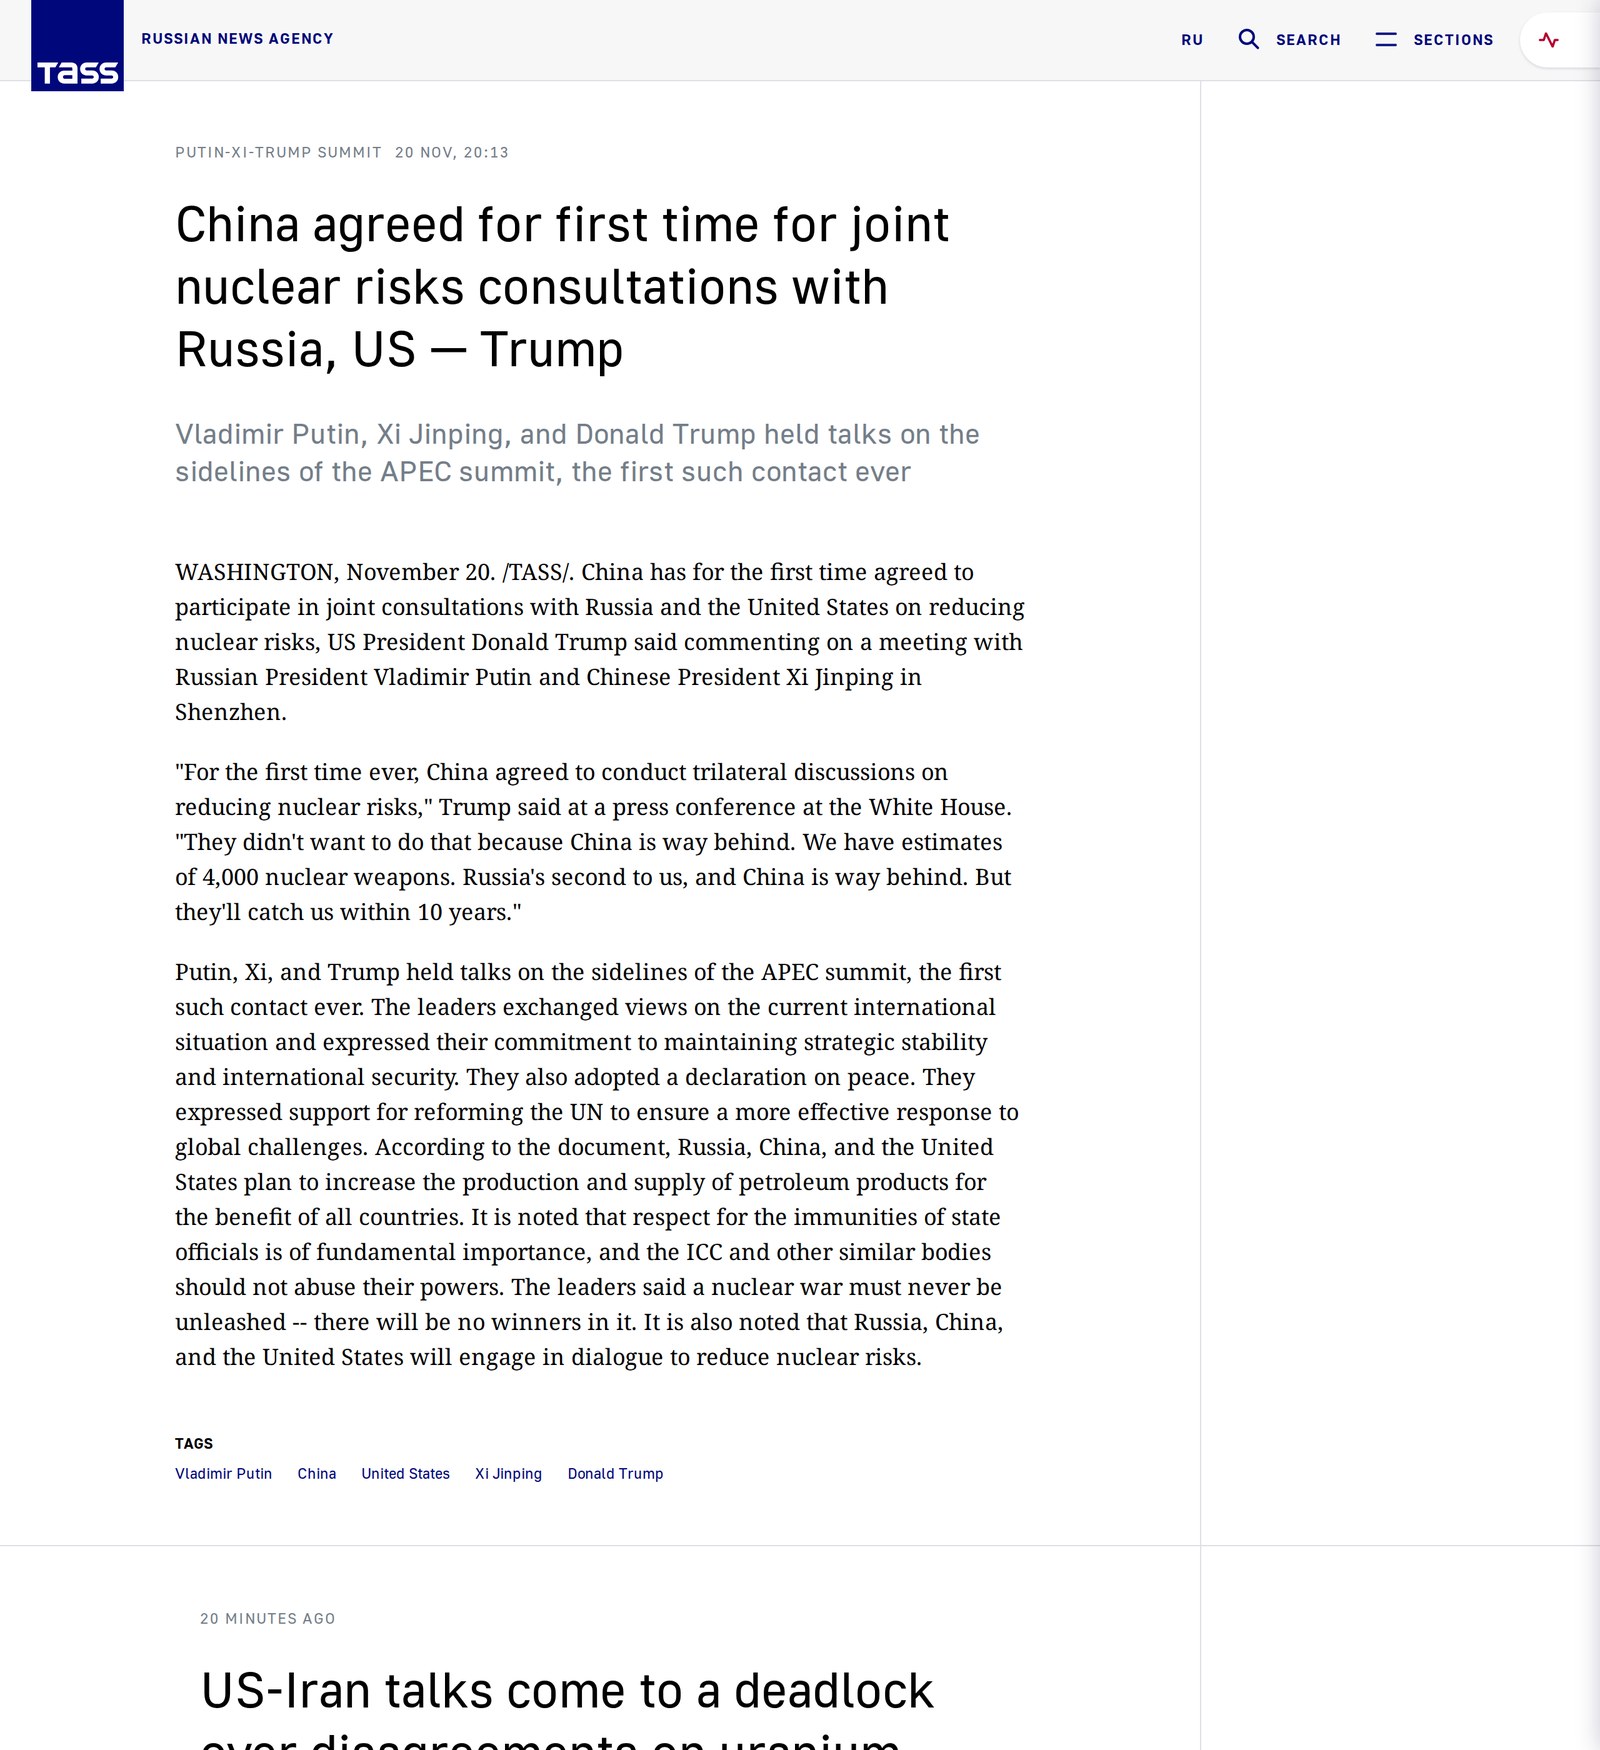 Tass
RUSSIAN NEWS AGENCY
RU
SEARCH
SECTIONS
PUTIN-XI-TRUMP SUMMIT 20 NOV, 20:13
China agreed for first time for joint
nuclear risks consultations with
Russia, US — Trump
Vladimir Putin, Xi Jinping, and Donald Trump held talks on the
sidelines of the APEC summit, the first such contact ever
WASHINGTON, November 20. /TASS/. China has for the first time agreed to
participate in joint consultations with Russia and the United States on reducing
nuclear risks, US President Donald Trump said commenting on a meeting with
Russian President Vladimir Putin and Chinese President Xi Jinping in
Shenzhen.
"For the first time ever, China agreed to conduct trilateral discussions on
reducing nuclear risks," Trump said at a press conference at the White House.
"They didn't want to do that because China is way behind. We have estimates
of 4,000 nuclear weapons. Russia's second to us, and China is way behind. But
they'll catch us within 10 years."
Putin, Xi, and Trump held talks on the sidelines of the APEC summit, the first
such contact ever. The leaders exchanged views on the current international
situation and expressed their commitment to maintaining strategic stability
and international security. They also adopted a declaration on peace. They
expressed support for reforming the UN to ensure a more effective response to
global challenges. According to the document, Russia, China, and the United
States plan to increase the production and supply of petroleum products for
the benefit of all countries. It is noted that respect for the immunities of state
officials is of fundamental importance, and the ICC and other similar bodies
should not abuse their powers. The leaders said a nuclear war must never be
unleashed -- there will be no winners in it. It is also noted that Russia, China,
and the United States will engage in dialogue to reduce nuclear risks.
TAGS
Vladimir Putin China United States Xi Jinping Donald Trump
20 MINUTES AGO
US-Iran talks come to a deadlock
over disagreements on uranium